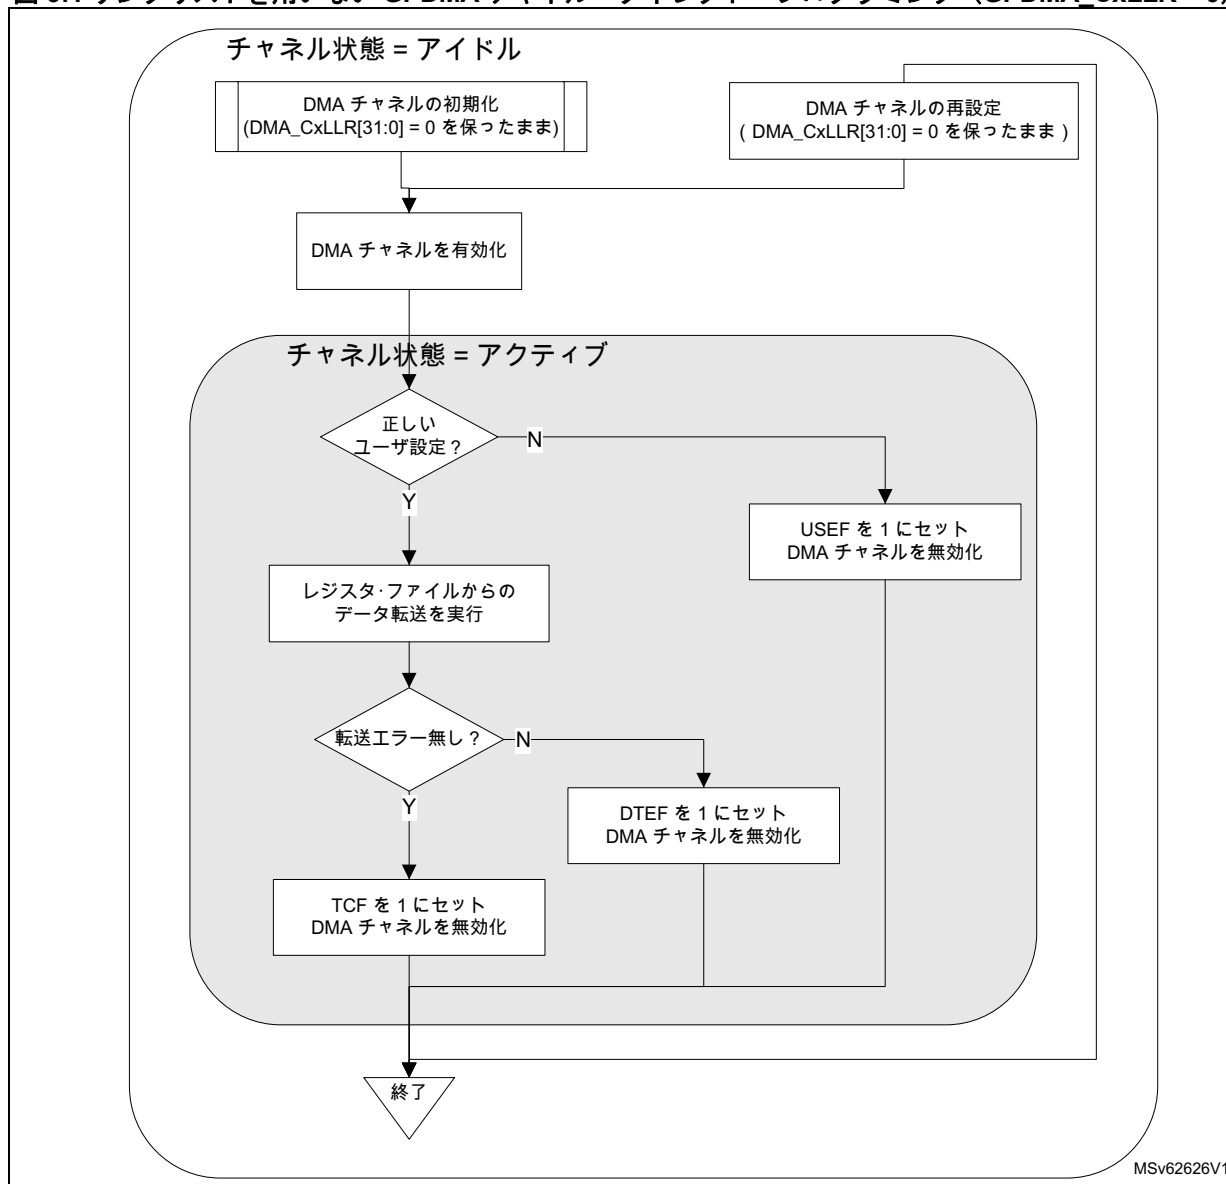 チャネル状態 = アイドル
DMA チャネルの初期化
(DMA_CxLLR[31:0] = 0 を保ったまま)
DMA チャネルの再設定
( DMA_CxLLR[31:0] = 0 を保ったまま )
DMA チャネルを有効化
チャネル状態 = アクティブ
正しい
ユーザ設定？
N
Y
USEF を 1 にセット
DMA チャネルを無効化
レジスタ·ファイルからの
データ転送を実行
転送エラー無し？
N
Y
DTEF を 1 にセット
DMA チャネルを無効化
TCF を 1 にセット
DMA チャネルを無効化
終了
MSv62626V1